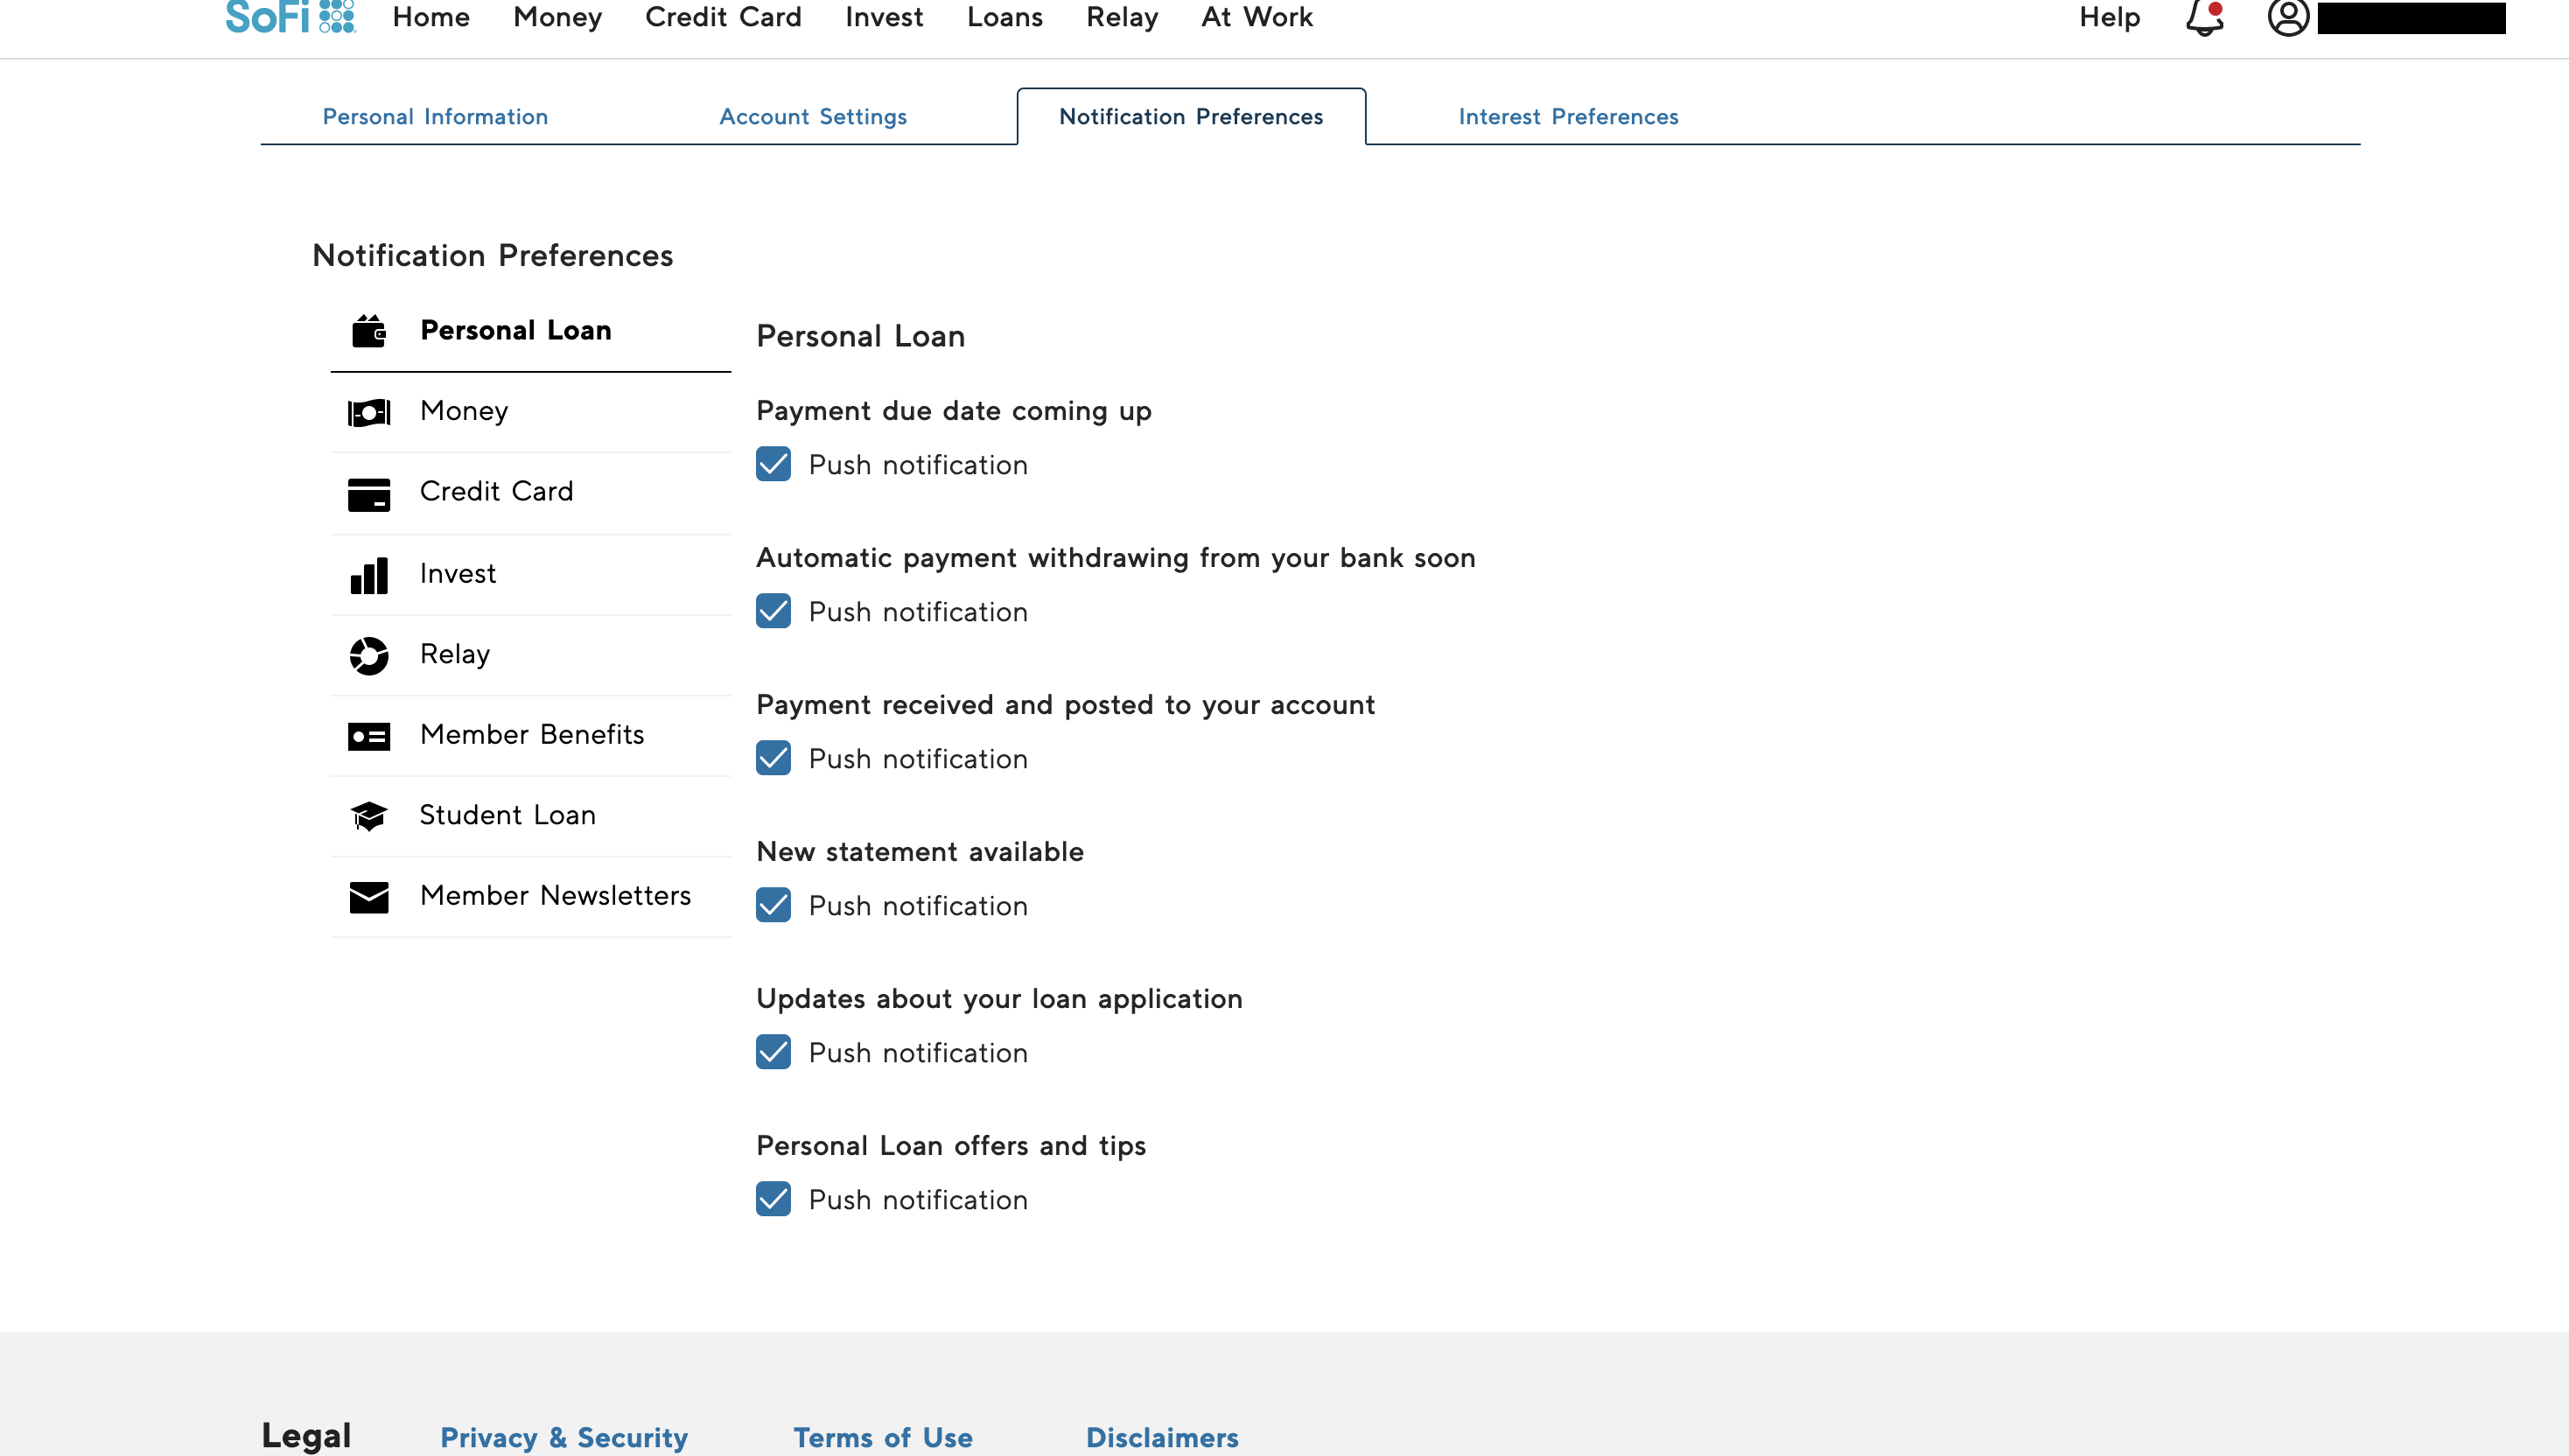 SoFi
Home Money Credit Card Invest Loans Relay At Work Help
Personal Information Account Settings Notification Preferences Interest Preferences
Notification Preferences
Personal Loan
Money
Credit Card
Invest
Relay
Member Benefits
Student Loan
Member Newsletters
Personal Loan
Payment due date coming up
Push notification
Automatic payment withdrawing from your bank soon
Push notification
Payment received and posted to your account
Push notification
New statement available
Push notification
Updates about your loan application
Push notification
Personal Loan offers and tips
Push notification
Legal Privacy & Security Terms of Use Disclaimers